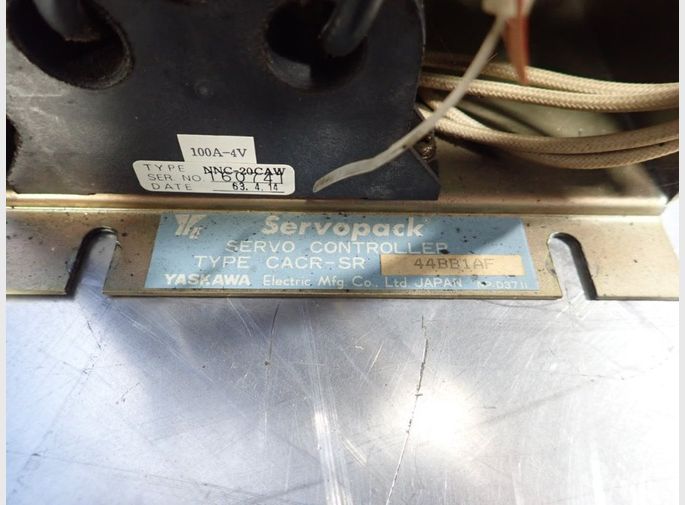 100A-4V
TYPE NNC-20CAW
SER. NO 160741
DATE 63.4.14
Servopack
SERVO CONTROLLER
TYPE CACR-SR 44BB1AF
YASKAWA Electric Mfg. Co., Ltd. JAPAN